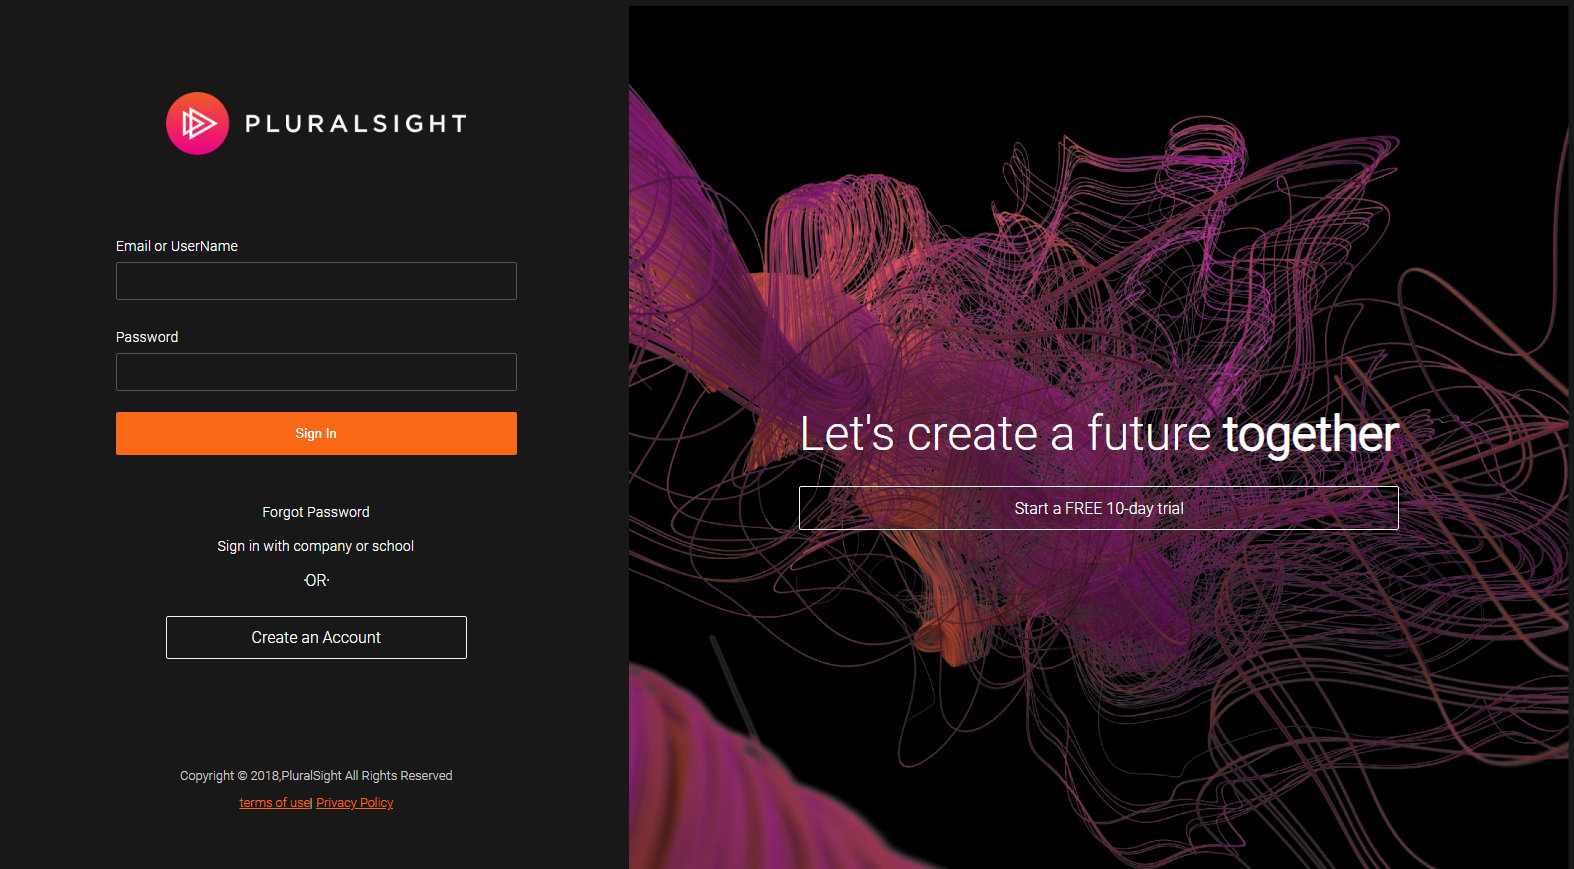 PLURALSIGHT
Email or UserName
Password
Sign In
Forgot Password
Sign in with company or school
·OR·
Create an Account
Copyright © 2018,PluralSight All Rights Reserved
terms of use| Privacy Policy
Let's create a future together
Start a FREE 10-day trial